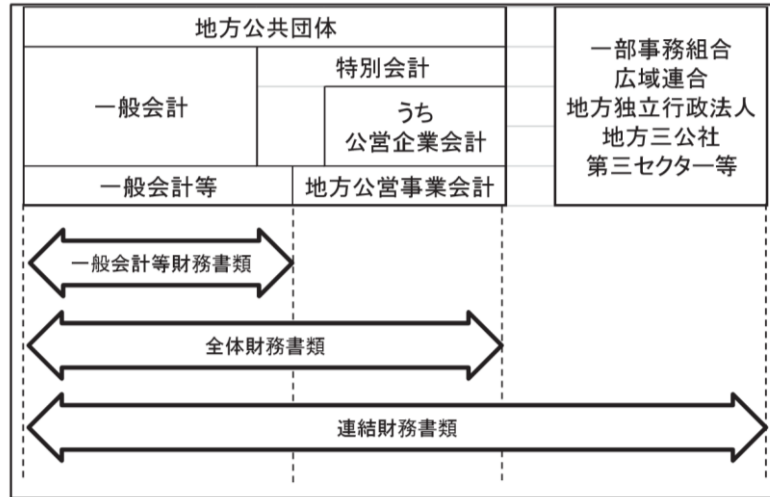 地方公共団体
特別会計
一般会計
うち
公営企業会計
一般会計等
地方公営事業会計
一部事務組合
広域連合
地方独立行政法人
地方三公社
第三セクター等
一般会計等財務書類
全体財務書類
連結財務書類